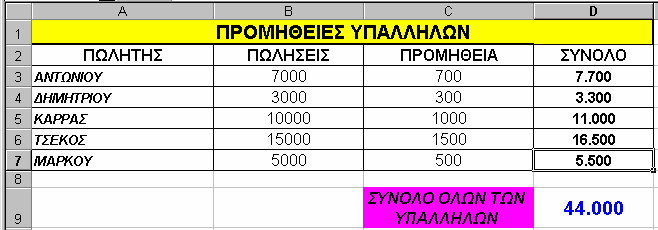 A B C D
1 ΠΡΟΜΗΘΕΙΕΣ ΥΠΑΛΛΗΛΩΝ
2 ΠΩΛΗΤΗΣ ΠΩΛΗΣΕΙΣ ΠΡΟΜΗΘΕΙΑ ΣΥΝΟΛΟ
3 ΑΝΤΩΝΙΟΥ 7000 700 7.700
4 ΔΗΜΗΤΡΙΟΥ 3000 300 3.300
5 ΚΑΡΡΑΣ 10000 1000 11.000
6 ΤΣΕΚΟΣ 15000 1500 16.500
7 ΜΑΡΚΟΥ 5000 500 5.500
8
ΣΥΝΟΛΟ ΟΛΩΝ ΤΩΝ
9 ΥΠΑΛΛΗΛΩΝ 44.000